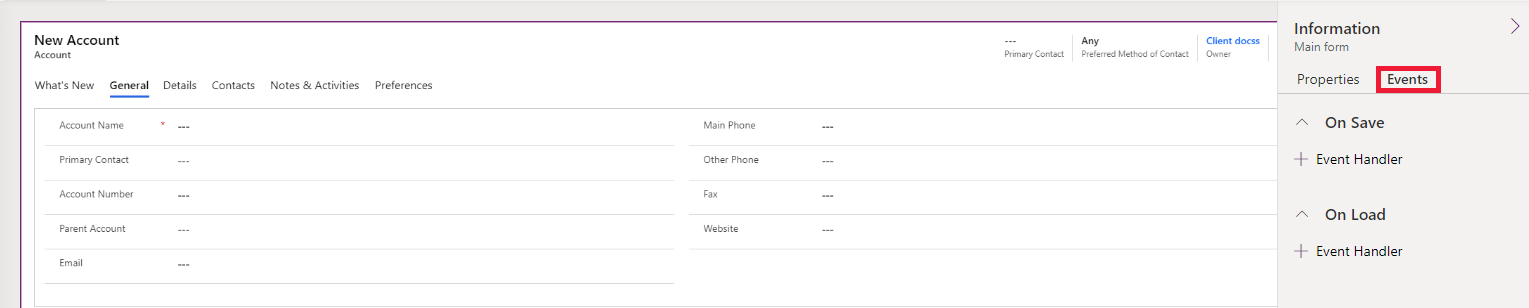 New Account
Account
--- Any Client docss
Primary Contact Preferred Method of Contact Owner
What's New General Details Contacts Notes & Activities Preferences
Account Name * ---
Primary Contact ---
Account Number ---
Parent Account ---
Email ---
Main Phone ---
Other Phone ---
Fax ---
Website ---
Information
Main form
Properties Events
On Save
+ Event Handler
On Load
+ Event Handler